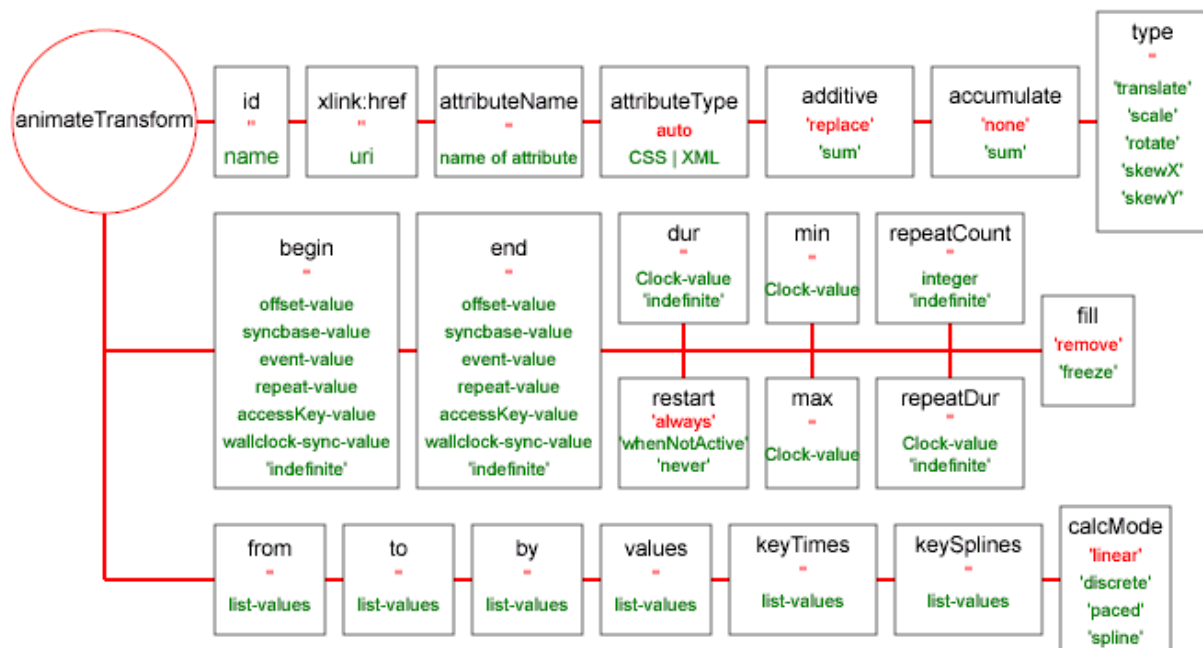 animateTransform
id
''
name
xlink:href
''
uri
attributeName
''
name of attribute
attributeType
auto
CSS | XML
additive
'replace'
'sum'
accumulate
'none'
'sum'
type
''
'translate'
'scale'
'rotate'
'skewX'
'skewY'
begin
''
offset-value
syncbase-value
event-value
repeat-value
accessKey-value
wallclock-sync-value
'indefinite'
end
''
offset-value
syncbase-value
event-value
repeat-value
accessKey-value
wallclock-sync-value
'indefinite'
dur
''
Clock-value
'indefinite'
min
''
Clock-value
repeatCount
''
integer
'indefinite'
restart
'always'
'whenNotActive'
'never'
max
''
Clock-value
repeatDur
''
Clock-value
'indefinite'
fill
'remove'
'freeze'
from
''
list-values
to
''
list-values
by
''
list-values
values
''
list-values
keyTimes
''
list-values
keySplines
''
list-values
calcMode
'linear'
'discrete'
'paced'
'spline'